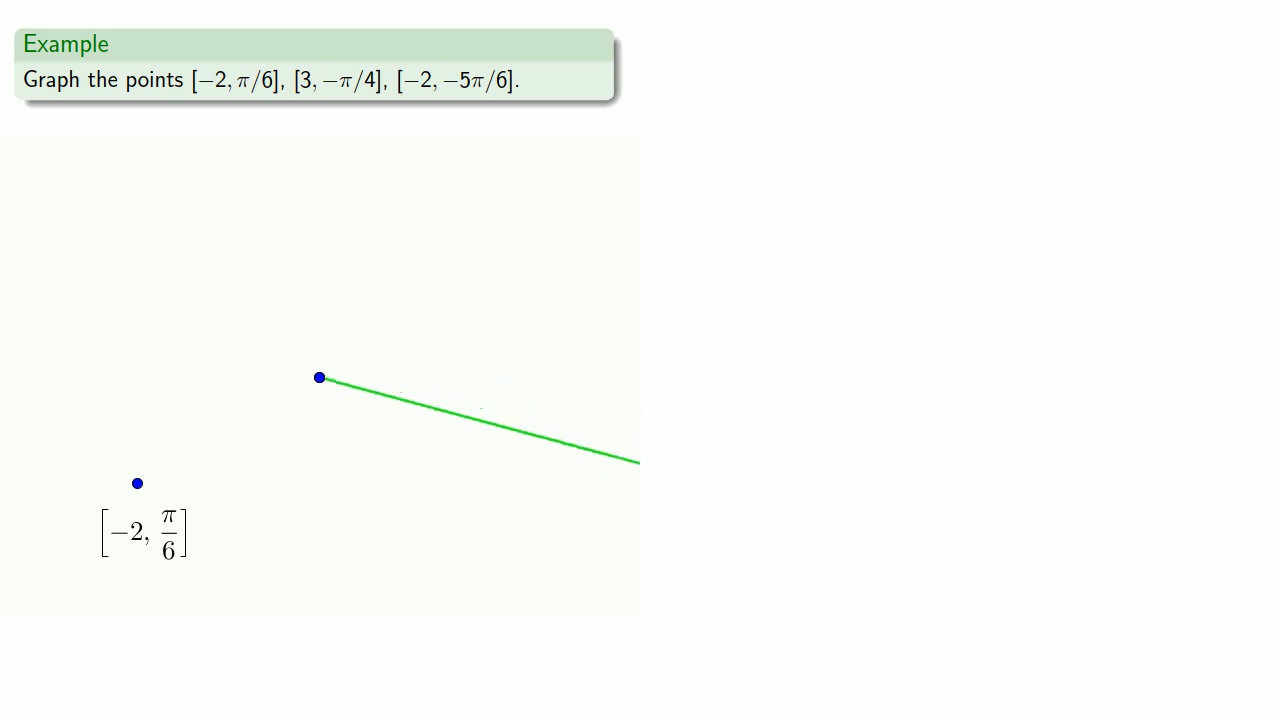 Example
Graph the points [−2, π/6], [3, −π/4], [−2, −5π/6].
[−2, π/6]